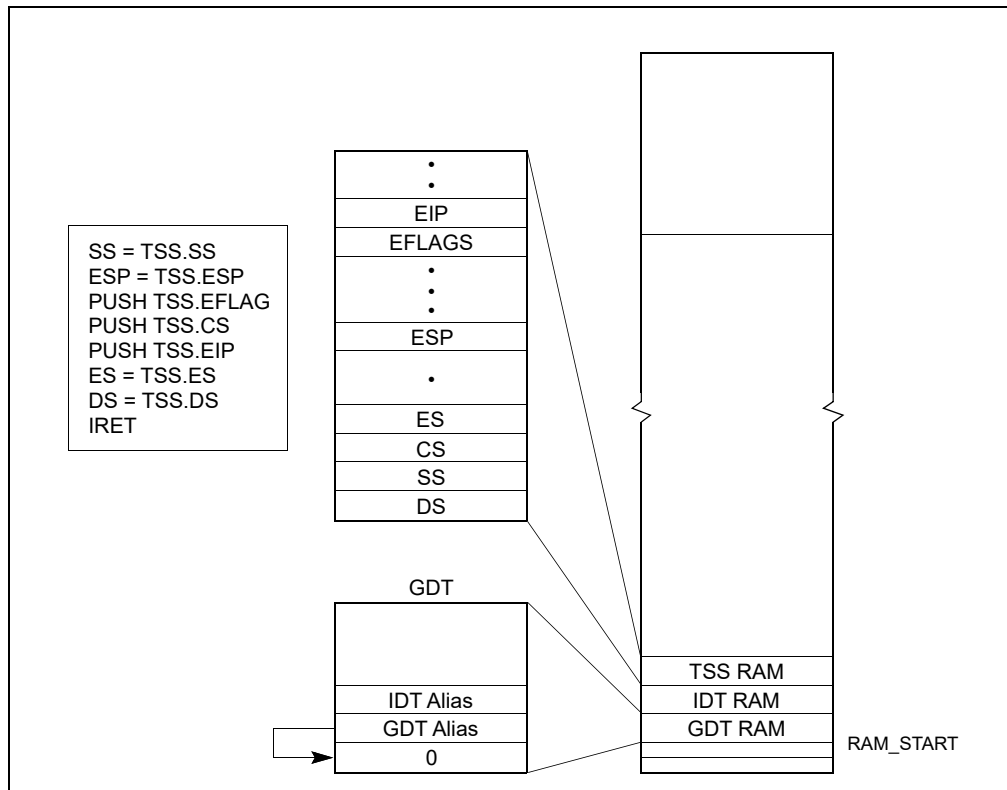 SS = TSS.SS
ESP = TSS.ESP
PUSH TSS.EFLAG
PUSH TSS.CS
PUSH TSS.EIP
ES = TSS.ES
DS = TSS.DS
IRET
EIP
EFLAGS
ESP
ES
CS
SS
DS
GDT
IDT Alias
GDT Alias
0
TSS RAM
IDT RAM
GDT RAM
RAM_START